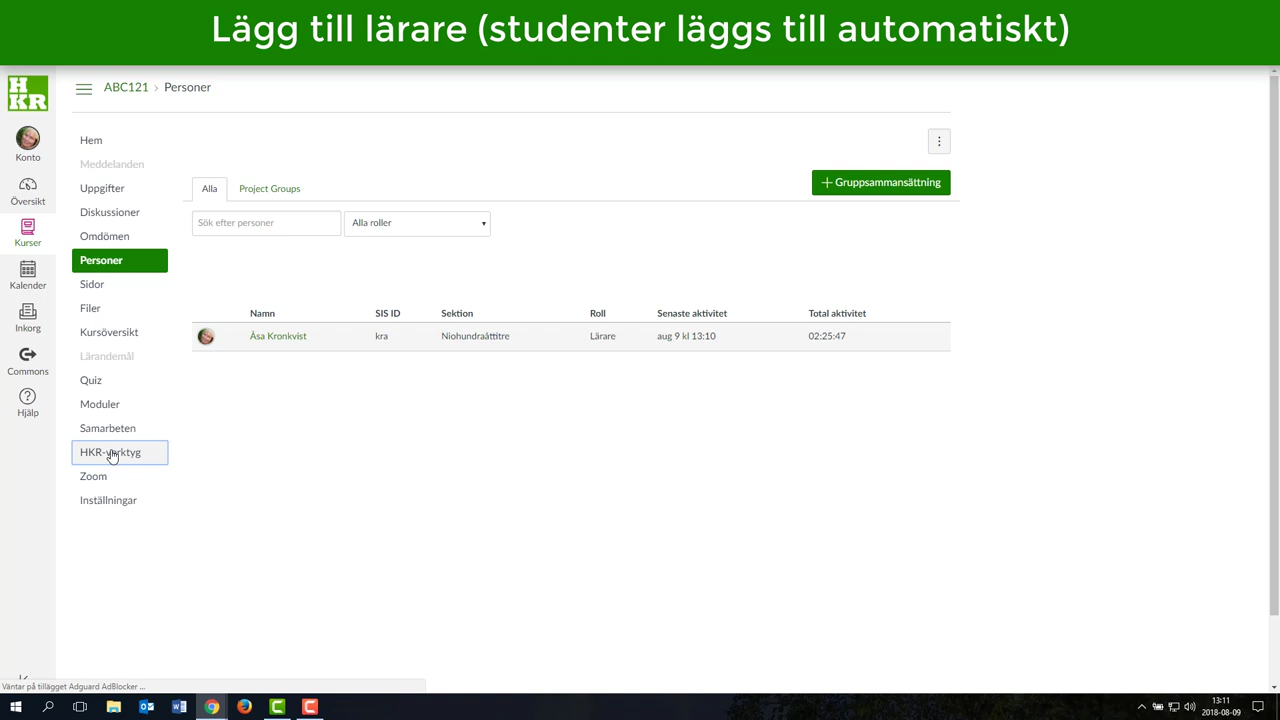 Lägg till lärare (studenter läggs till automatiskt)
HKR
ABC121 > Personer
Konto
Översikt
Kurser
Kalender
Inkorg
Commons
Hjälp
Hem
Meddelanden
Uppgifter
Diskussioner
Omdömen
Personer
Sidor
Filer
Kursöversikt
Lärandemål
Quiz
Moduler
Samarbeten
HKR-verktyg
Zoom
Inställningar
Alla Project Groups
+ Gruppsammansättning
Sök efter personer Alla roller
Namn SIS ID Sektion Roll Senaste aktivitet Total aktivitet
Åsa Kronkvist kra Niohundraåttitre Lärare aug 9 kl 13:10 02:25:47
Väntar på tillägget Adguard AdBlocker ...
13:11
2018-08-09